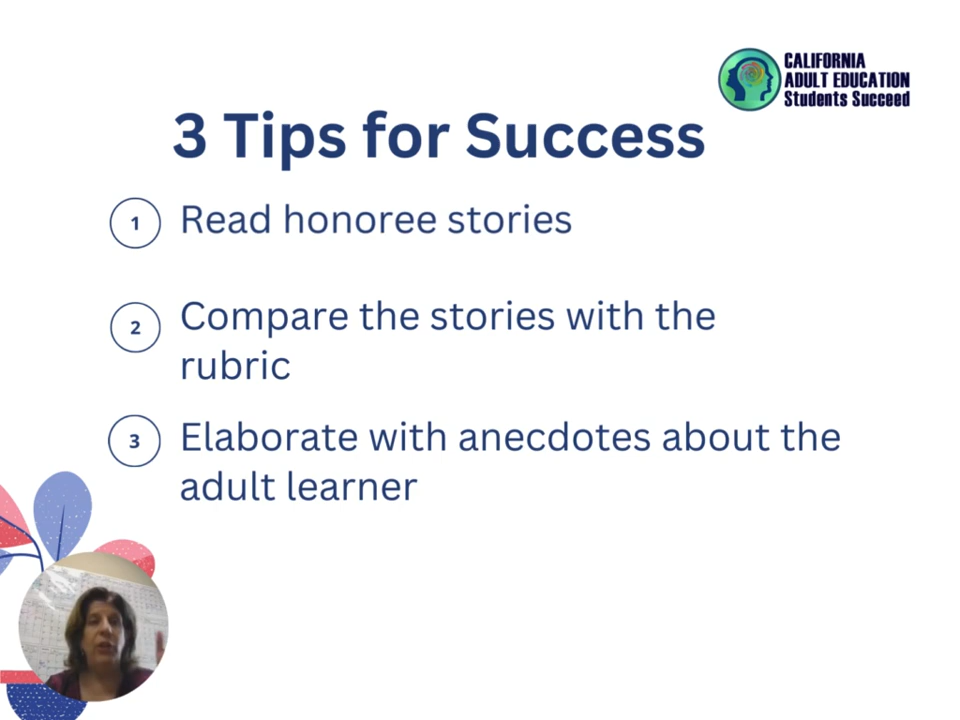 CALIFORNIA
ADULT EDUCATION
Students Succeed
3 Tips for Success
1 Read honoree stories
2 Compare the stories with the
rubric
3 Elaborate with anecdotes about the
adult learner